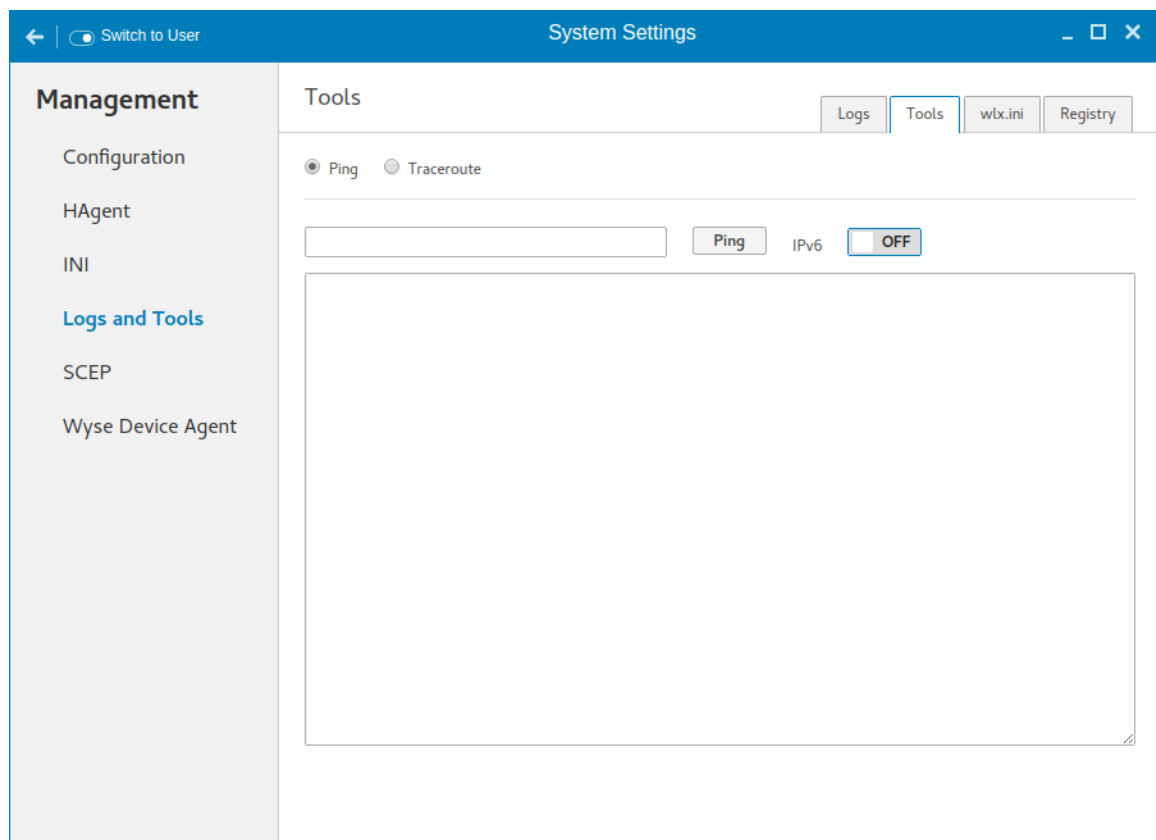 Switch to User
System Settings
Management
Configuration
HAgent
INI
Logs and Tools
SCEP
Wyse Device Agent
Tools
Logs
Tools
wlx.ini
Registry
Ping
Traceroute
Ping
IPv6
OFF